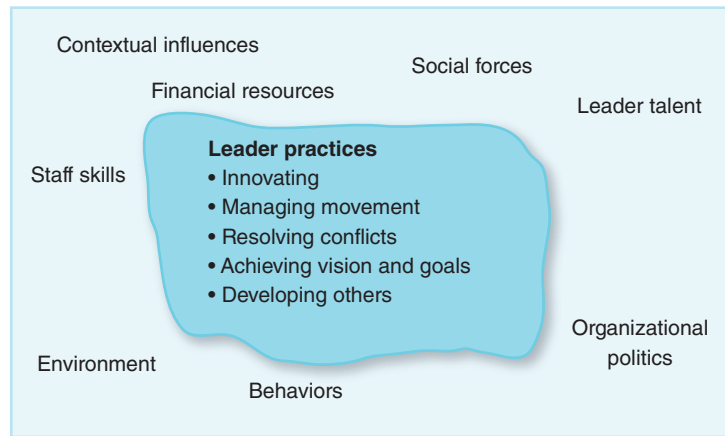 Contextual influences
Social forces
Financial resources
Leader talent
Leader practices
• Innovating
• Managing movement
• Resolving conflicts
• Achieving vision and goals
• Developing others
Staff skills
Organizational
politics
Environment
Behaviors